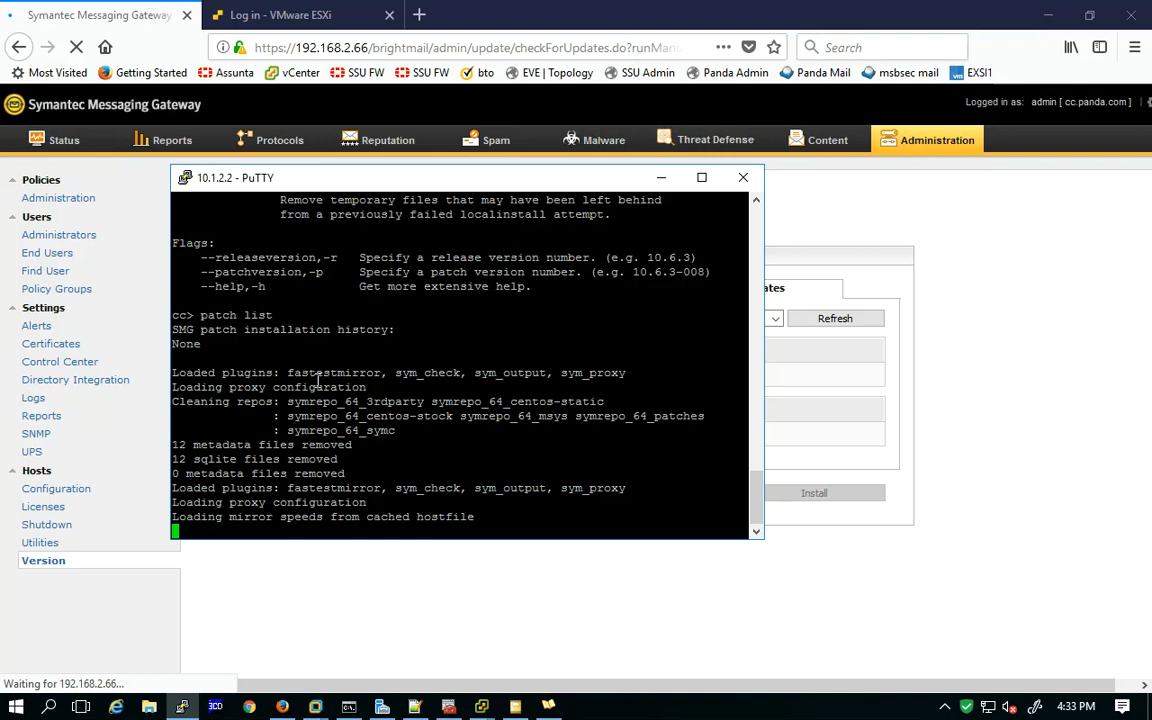 Symantec Messaging Gateway
Log in - VMware ESXi
https://192.168.2.66/brightmail/admin/update/checkForUpdates.do?runManu
Search
Most Visited
Getting Started
Assunta
vCenter
SSU FW
SSU FW
bto
EVE | Topology
SSU Admin
Panda Admin
Panda Mail
msbsec mail
EXSI1
Symantec Messaging Gateway
Logged in as: admin [ cc.panda.com ]
Status
Reports
Protocols
Reputation
Spam
Malware
Threat Defense
Content
Administration
Policies
Administration
Users
Administrators
End Users
Find User
Policy Groups
Settings
Alerts
Certificates
Control Center
Directory Integration
Logs
Reports
SNMP
UPS
Hosts
Configuration
Licenses
Shutdown
Utilities
Version
10.1.2.2 - PuTTY
Remove temporary files that may have been left behind
from a previously failed localinstall attempt.
Flags:
--releaseversion,-r Specify a release version number. (e.g. 10.6.3)
--patchversion,-p Specify a patch version number. (e.g. 10.6.3-008)
--help,-h Get more extensive help.
cc> patch list
SMG patch installation history:
None
Loaded plugins: fastestmirror, sym_check, sym_output, sym_proxy
Loading proxy configuration
Cleaning repos: symrepo_64_3rdparty symrepo_64_centos-static
: symrepo_64_centos-stock symrepo_64_msys symrepo_64_patches
: symrepo_64_symc
12 metadata files removed
12 sqlite files removed
0 metadata files removed
Loaded plugins: fastestmirror, sym_check, sym_output, sym_proxy
Loading proxy configuration
Loading mirror speeds from cached hostfile
ates
Refresh
Install
Waiting for 192.168.2.66...
4:33 PM